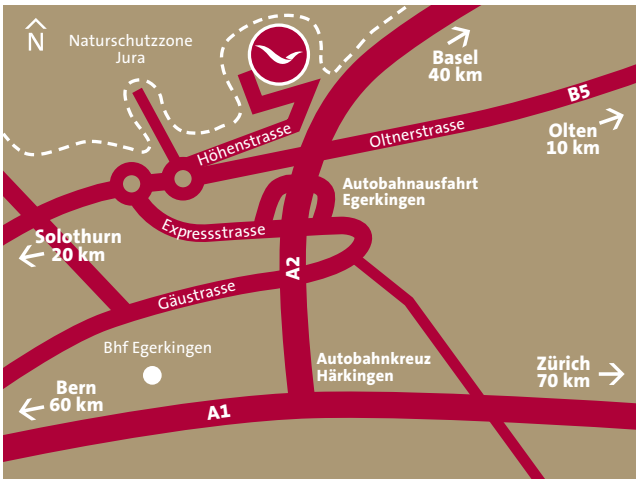 N
Naturschutzzone
Jura
Basel
40 km
B5
Olten
10 km
Höhenstrasse
Oltnerstrasse
Autobahnausfahrt
Egerkingen
Expressstrasse
Solothurn
20 km
A2
Gäustrasse
Bhf Egerkingen
Autobahnkreuz
Härkingen
Zürich
70 km
Bern
60 km
A1